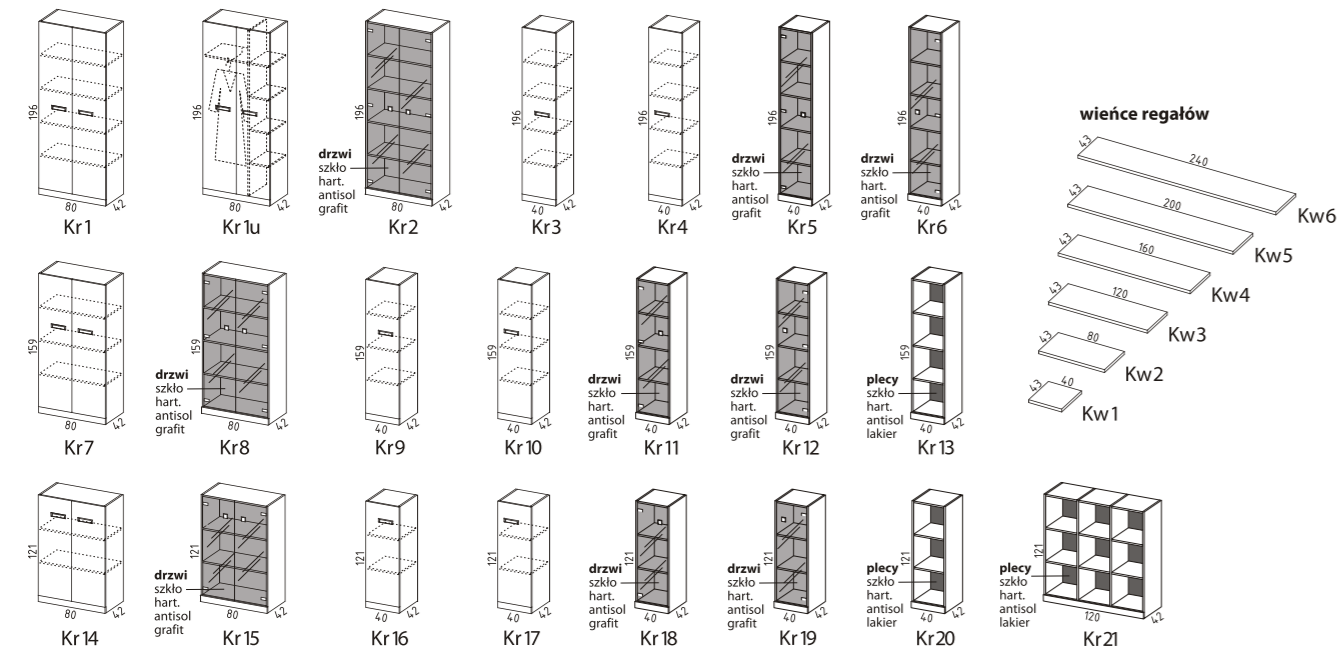 196
80
42
Kr1
196
80
42
Kr1u
196
drzwi
szkło
hart.
antisol
grafit
80
42
Kr2
196
40
42
Kr3
196
40
42
Kr4
196
drzwi
szkło
hart.
antisol
grafit
40
42
Kr5
196
drzwi
szkło
hart.
antisol
grafit
40
42
Kr6
wieńce regałów
43
240
Kw6
43
200
Kw5
43
160
Kw4
43
120
Kw3
43
80
Kw2
43
40
Kw1
159
80
42
Kr7
159
drzwi
szkło
hart.
antisol
grafit
80
42
Kr8
159
40
42
Kr9
159
40
42
Kr10
159
drzwi
szkło
hart.
antisol
grafit
40
42
Kr11
159
drzwi
szkło
hart.
antisol
grafit
40
42
Kr12
159
plecy
szkło
hart.
antisol
lakier
40
42
Kr13
121
80
42
Kr14
121
drzwi
szkło
hart.
antisol
grafit
80
42
Kr15
121
40
42
Kr16
121
40
42
Kr17
121
drzwi
szkło
hart.
antisol
grafit
40
42
Kr18
121
drzwi
szkło
hart.
antisol
grafit
40
42
Kr19
121
plecy
szkło
hart.
antisol
lakier
40
42
Kr20
121
plecy
szkło
hart.
antisol
lakier
120
42
Kr21